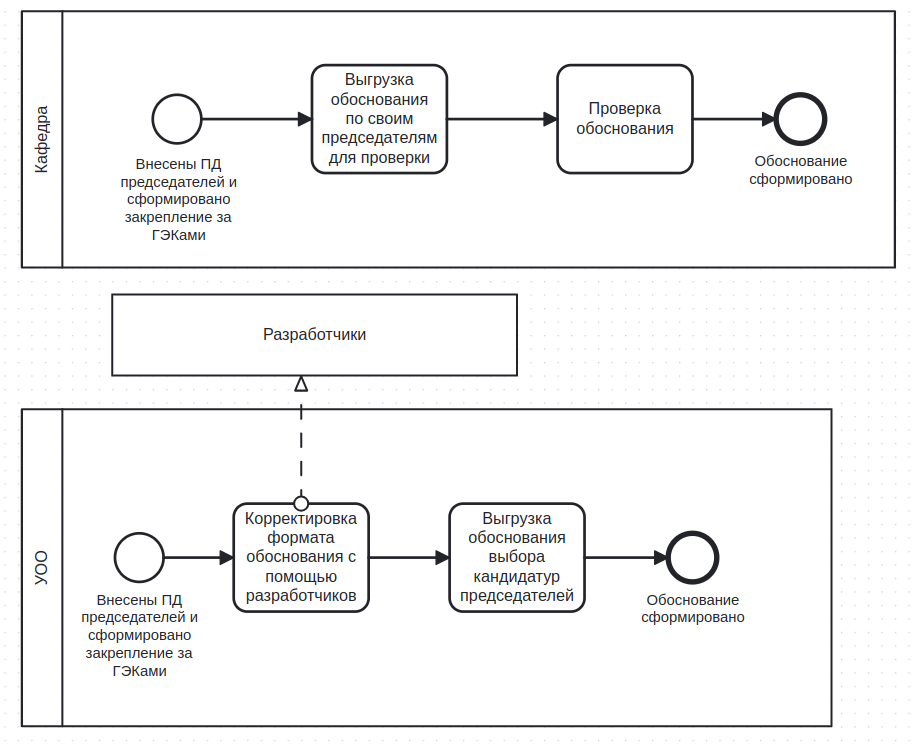 Кафедра
Внесены ПД
председателей и
сформировано
закрепление за
ГЭКами
Выгрузка
обоснования
по своим
председателям
для проверки
Проверка
обоснования
Обоснование
сформировано
Разработчики
УОО
Внесены ПД
председателей и
сформировано
закрепление за
ГЭКами
Корректировка
формата
обоснования с
помощью
разработчиков
Выгрузка
обоснования
выбора
кандидатур
председателей
Обоснование
сформировано